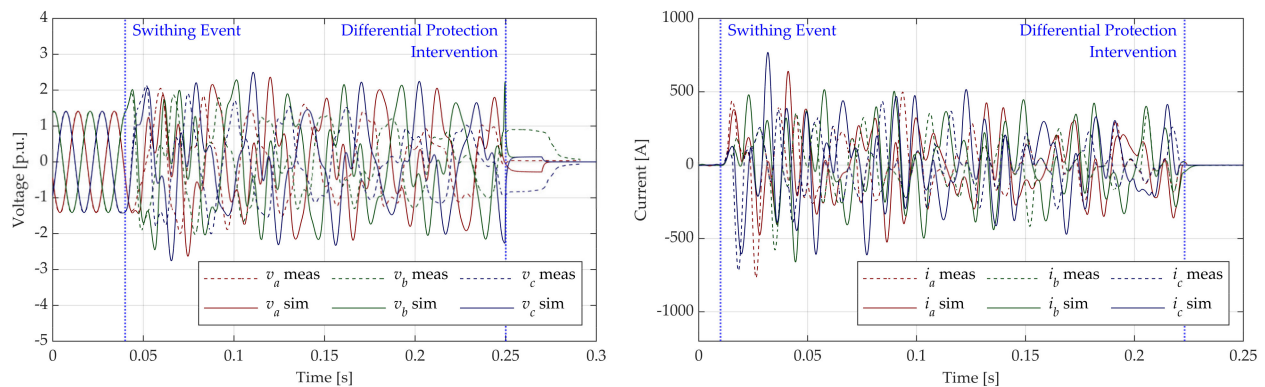 4
3
2
1
0
-1
-2
-3
-4
-5
Voltage [p.u.]
Swithing Event
Differential Protection
Intervention
v_a meas v_b meas v_c meas
v_a sim v_b sim v_c sim
0 0.05 0.1 0.15 0.2 0.25 0.3
Time [s]
1000
500
0
-500
-1000
Current [A]
Swithing Event
Differential Protection
Intervention
i_a meas i_b meas i_c meas
i_a sim i_b sim i_c sim
0 0.05 0.1 0.15 0.2 0.25
Time [s]